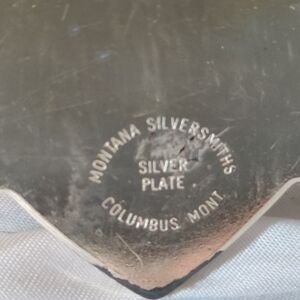 MONTANA SILVERSMITHS
SILVER
PLATE
COLUMBUS MONT.